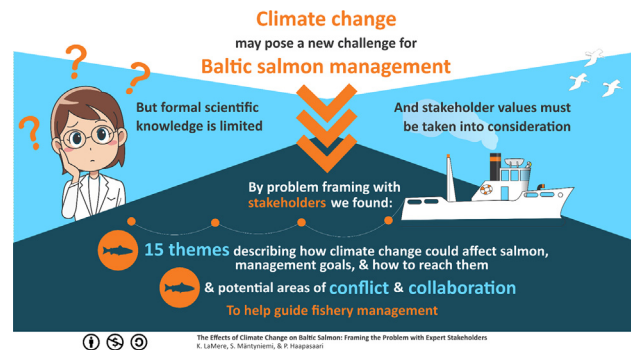 Climate change
may pose a new challenge for
Baltic salmon management
But formal scientific
knowledge is limited
And stakeholder values must
be taken into consideration
By problem framing with
stakeholders we found:
15 themes describing how climate change could affect salmon,
management goals, & how to reach them
& potential areas of conflict & collaboration
To help guide fishery management
The Effects of Climate Change on Baltic Salmon: Framing the Problem with Expert Stakeholders
K. LaMere, S. Mäntyniemi, & P. Haapasaari